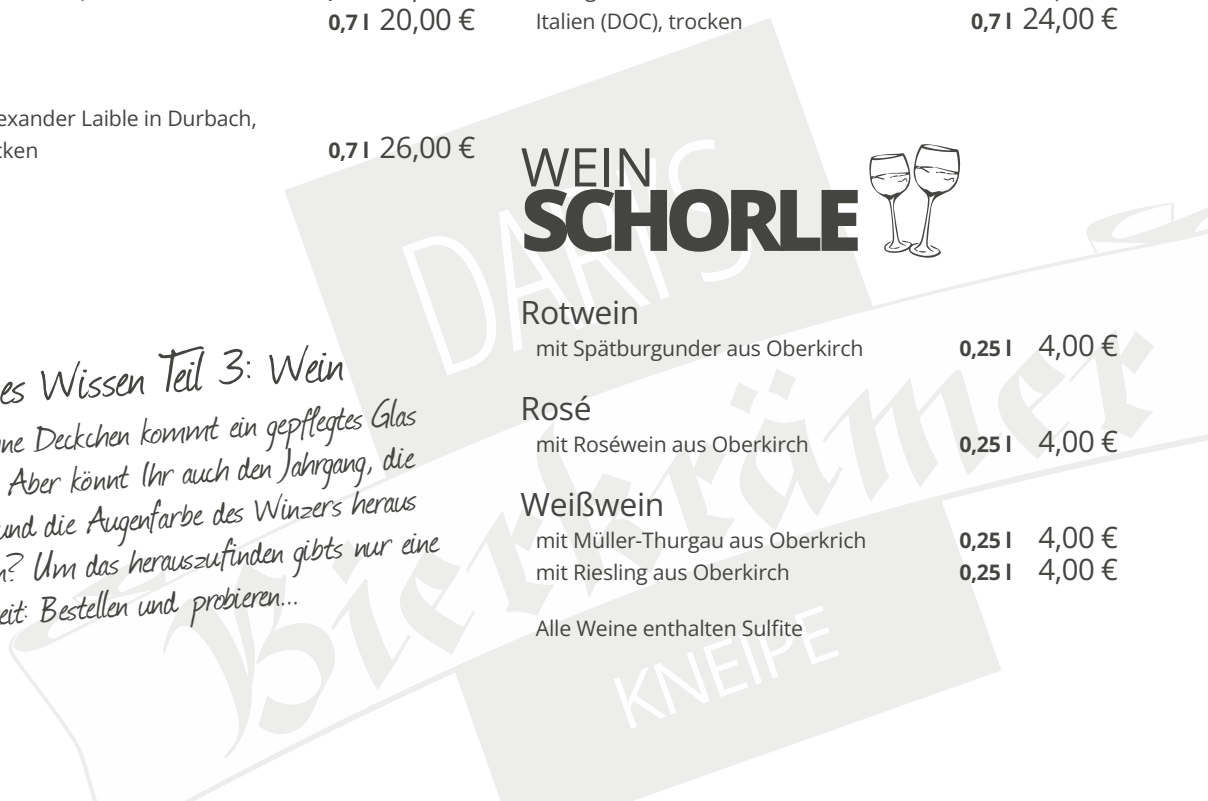 0,7 l 20,00 €
exander Laible in Durbach,
cken 0,7 l 26,00 €
es Wissen Teil 3: Wein
ne Deckchen kommt ein gepflegtes Glas
Aber könnt Ihr auch den Jahrgang, die
und die Augenfarbe des Winzers heraus
n? Um das herauszufinden gibts nur eine
eit: Bestellen und probieren...
Italien (DOC), trocken 0,7 l 24,00 €
WEIN
SCHORLE
Rotwein
mit Spätburgunder aus Oberkirch 0,25 l 4,00 €
Rosé
mit Roséwein aus Oberkirch 0,25 l 4,00 €
Weißwein
mit Müller-Thurgau aus Oberkrich 0,25 l 4,00 €
mit Riesling aus Oberkirch 0,25 l 4,00 €
Alle Weine enthalten Sulfite
DART'S
Bierkrämer
KNEIPE